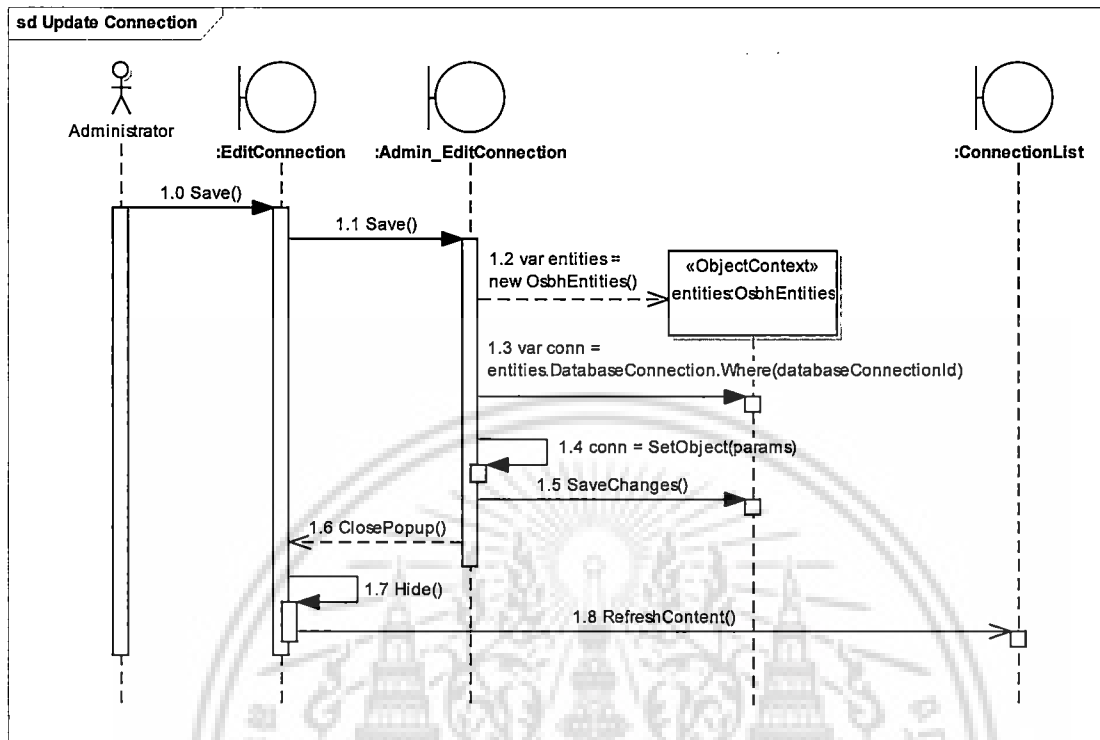 sd Update Connection
Administrator
:EditConnection
:Admin_EditConnection
:ConnectionList
1.0 Save()
1.1 Save()
1.2 var entities =
new OsbhEntities()
«ObjectContext»
entities:OsbhEntities
1.3 var conn =
entities.DatabaseConnection.Where(databaseConnectionId)
1.4 conn = SetObject(params)
1.5 SaveChanges()
1.6 ClosePopup()
1.7 Hide()
1.8 RefreshContent()